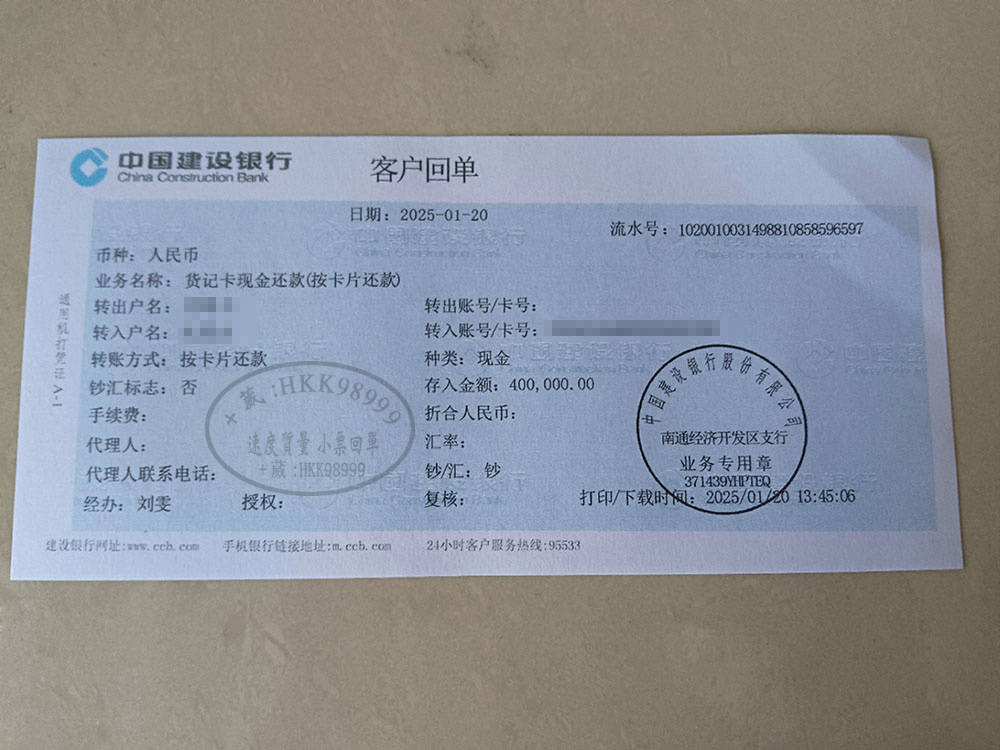 中国建设银行
China Construction Bank
客户回单
日期：2025-01-20
流水号：1020010031498810858596597
币种：人民币
业务名称：货记卡现金还款(按卡片还款)
转出户名：
转出账号/卡号：
转入户名：
转入账号/卡号：
转账方式：按卡片还款
种类：现金
钞汇标志：否
存入金额：400,000.00
手续费：
折合人民币：
代理人：
汇率：
代理人联系电话：
钞/汇：钞
经办：刘雯
授权：
复核：
打印/下载时间：2025/01/20 13:45:06
建设银行网址:www.ccb.com
手机银行链接地址:m.ccb.com
24小时客户服务热线:95533
通用机打凭证 A-1
+ 葳 :HKK98999
速度質量 小票回單
+葳 :HKK98999
中国建设银行股份有限公司
南通经济开发区支行
业务专用章
371439YHPTEQ